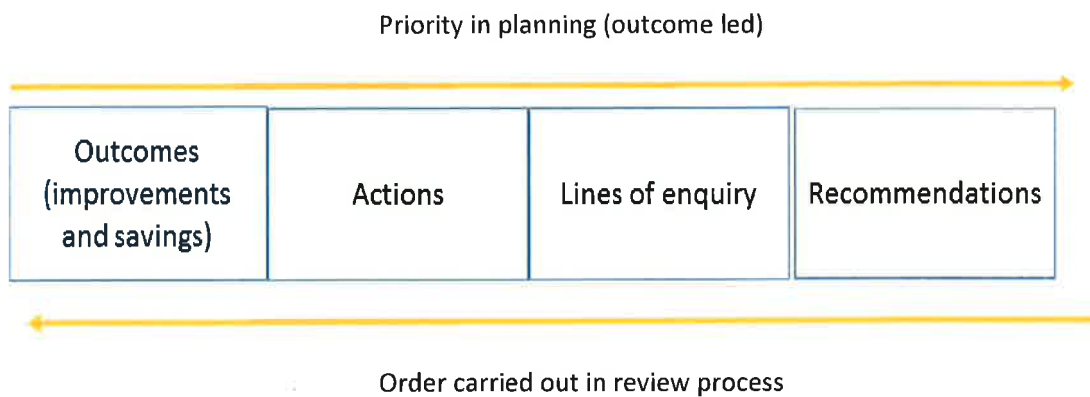 Priority in planning (outcome led)
Outcomes
(improvements
and savings)
Actions
Lines of enquiry
Recommendations
Order carried out in review process